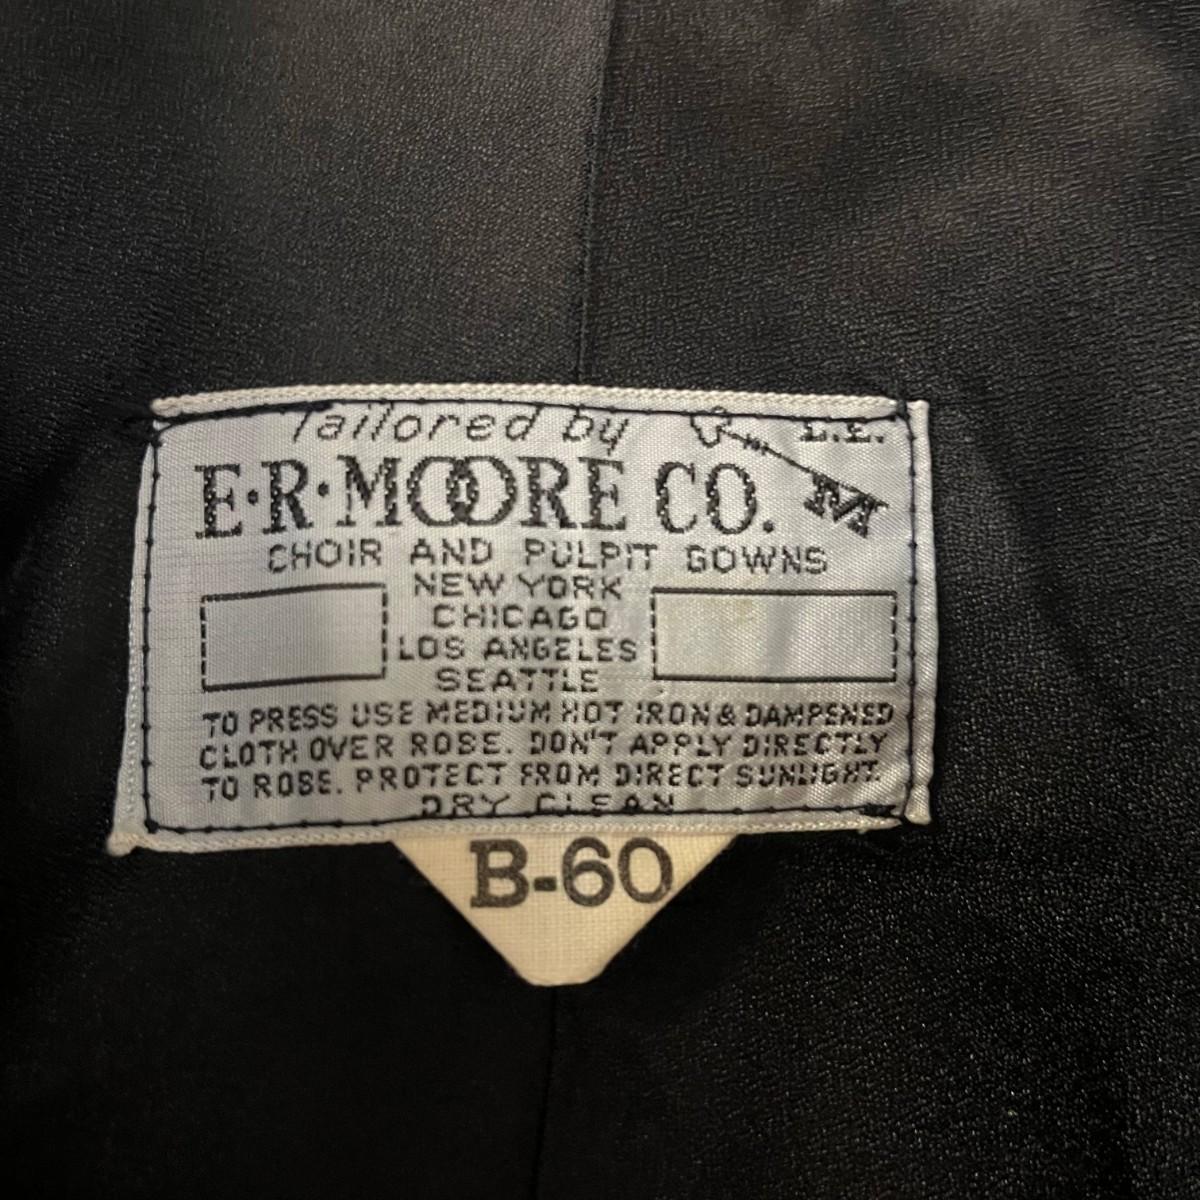 Tailored by
E·R·MOORE CO. M
CHOIR AND PULPIT GOWNS
NEW YORK
CHICAGO
LOS ANGELES
SEATTLE
TO PRESS USE MEDIUM HOT IRON & DAMPENED
CLOTH OVER ROBE. DON'T APPLY DIRECTLY
TO ROBE. PROTECT FROM DIRECT SUNLIGHT.
DRY CLEAN
B-60